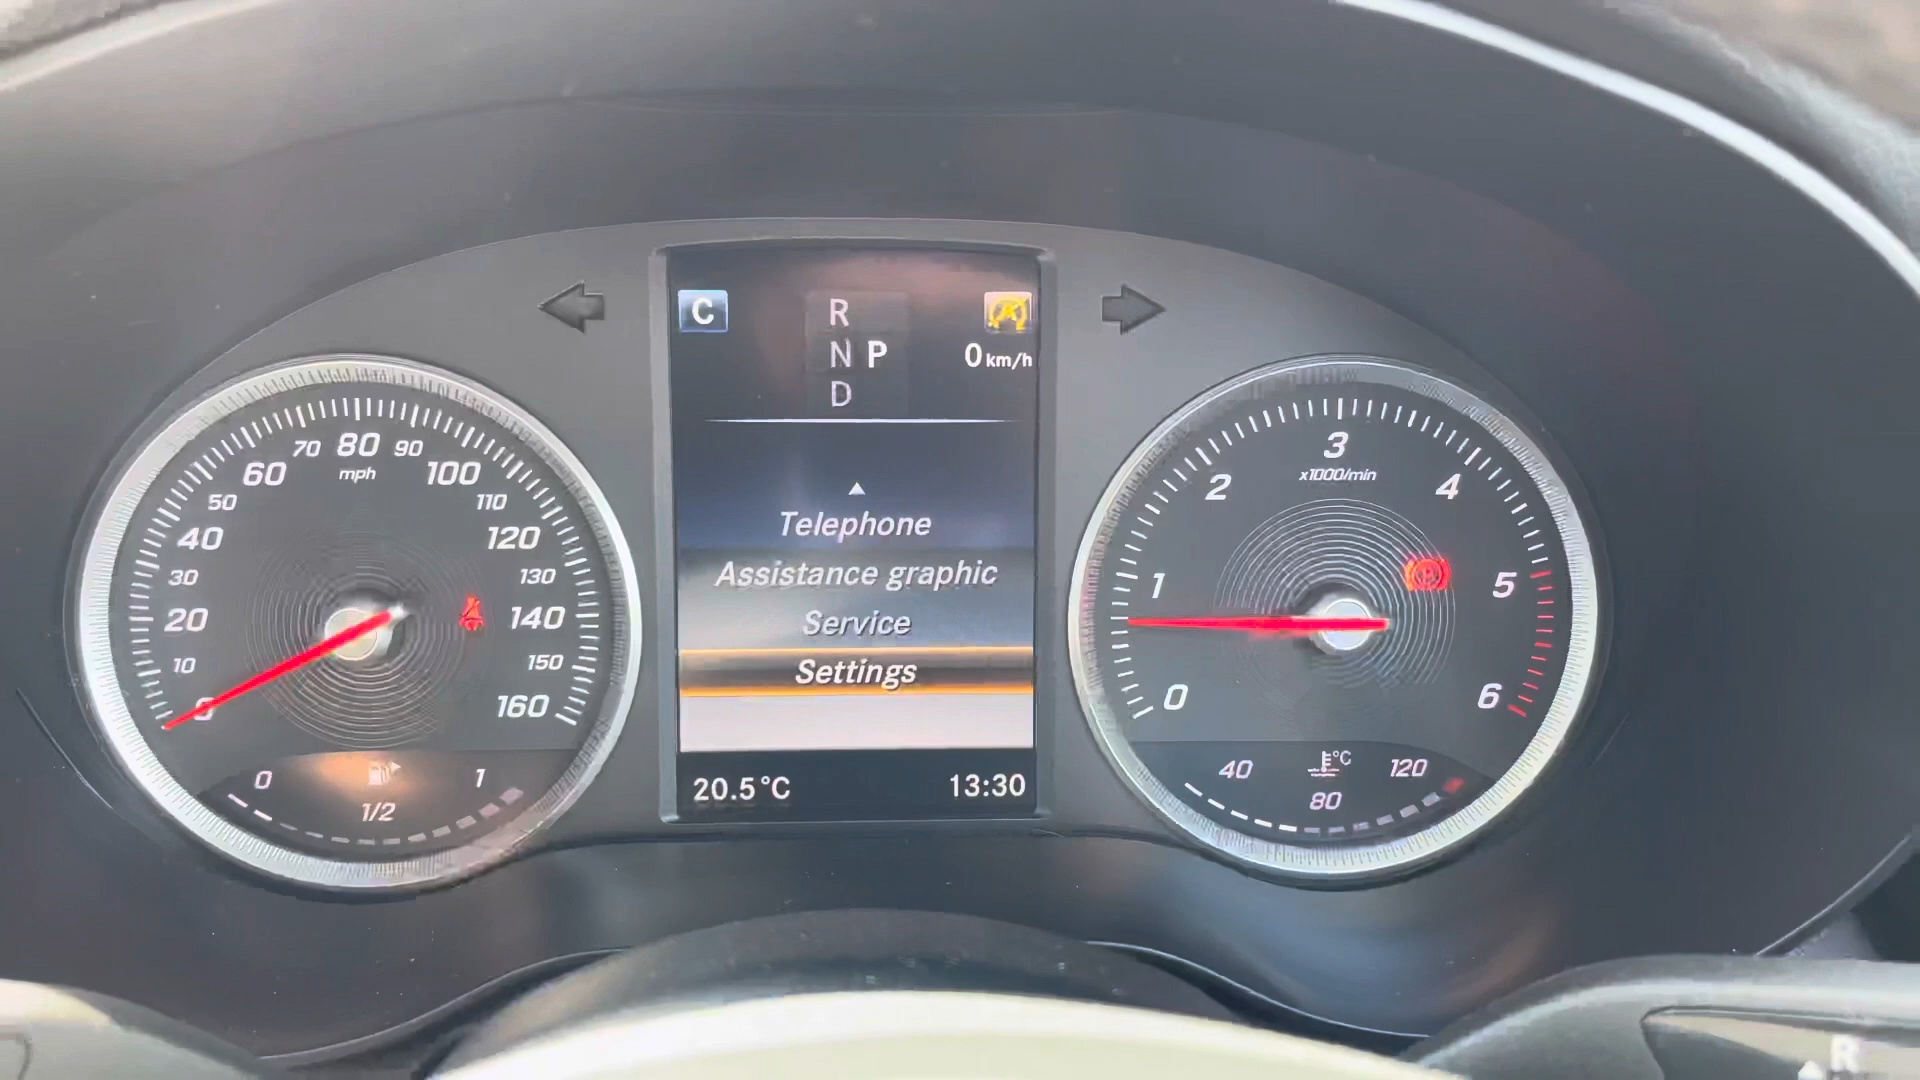 C
R
N P
D
0 km/h
Telephone
Assistance graphic
Service
Settings
20.5°C
13:30
0
10
20
30
40
50
60
70
80
90
100
110
120
130
140
150
160
mph
0
1/2
1
0
1
2
3
4
5
6
x1000/min
40
80
120
°C
R